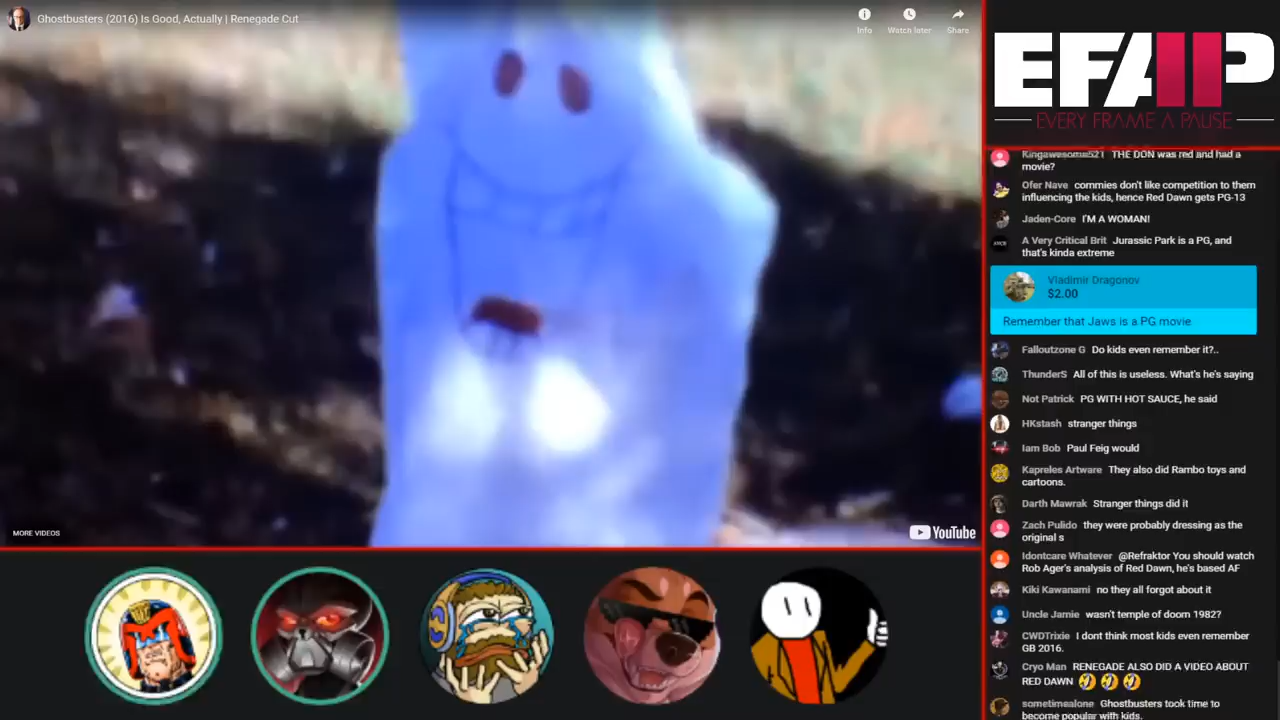 Ghostbusters (2016) Is Good, Actually | Renegade Cut
Info
Watch later
Share
MORE VIDEOS
YouTube
EFAP
EVERY FRAME A PAUSE
Kingawesome521 THE DON was red and had a
movie?
Ofer Nave commies don't like competition to them
influencing the kids, hence Red Dawn gets PG-13
Jaden-Core I'M A WOMAN!
A Very Critical Brit Jurassic Park is a PG, and
that's kinda extreme
Vladimir Dragonov
$2.00
Remember that Jaws is a PG movie.
Falloutzone G Do kids even remember it?..
ThunderS All of this is useless. What's he's saying
Not Patrick PG WITH HOT SAUCE, he said
HKstash stranger things
Iam Bob Paul Feig would
Kapreles Artware They also did Rambo toys and
cartoons.
Darth Mawrak Stranger things did it
Zach Pulido they were probably dressing as the
original s
Idontcare Whatever @Refraktor You should watch
Rob Ager's analysis of Red Dawn, he's based AF
Kiki Kawanami no they all forgot about it
Uncle Jamie wasn't temple of doom 1982?
CWDTrixie I dont think most kids even remember
GB 2016.
Cryo Man RENEGADE ALSO DID A VIDEO ABOUT
RED DAWN 🤣 🤣 🤣
sometimealone Ghostbusters took time to
become popular with kids.